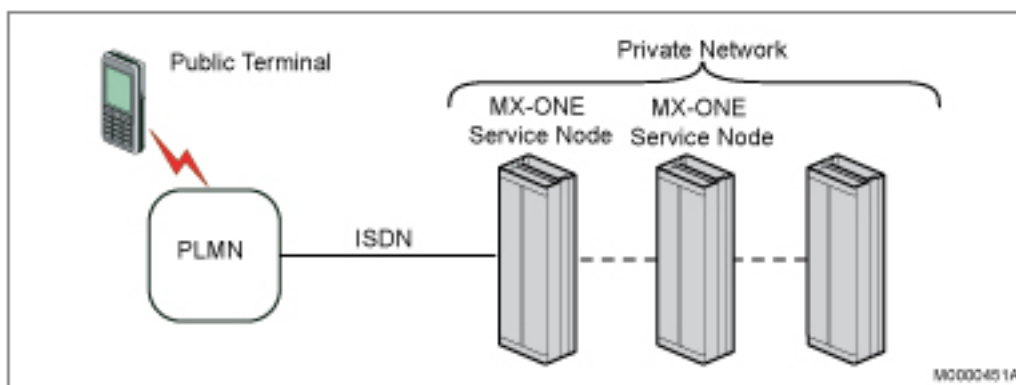 Public Terminal
Private Network
MX-ONE
Service Node
MX-ONE
Service Node
PLMN
ISDN
M0000451A